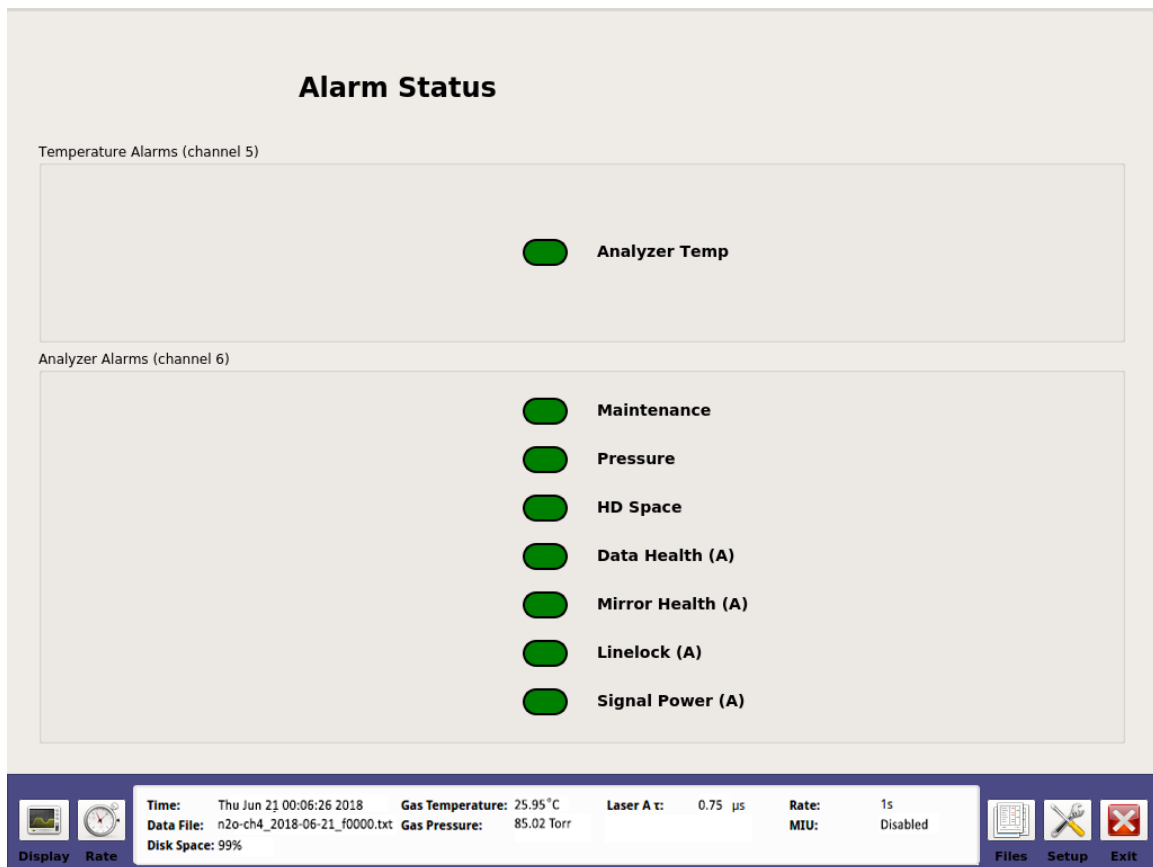 Alarm Status
Temperature Alarms (channel 5)
Analyzer Temp
Analyzer Alarms (channel 6)
Maintenance
Pressure
HD Space
Data Health (A)
Mirror Health (A)
Linelock (A)
Signal Power (A)
Time: Thu Jun 21 00:06:26 2018 Gas Temperature: 25.95°C Laser A τ: 0.75 µs Rate: 1s
Data File: n2o-ch4_2018-06-21_f0000.txt Gas Pressure: 85.02 Torr MIU: Disabled
Disk Space: 99%
Display Rate Files Setup Exit